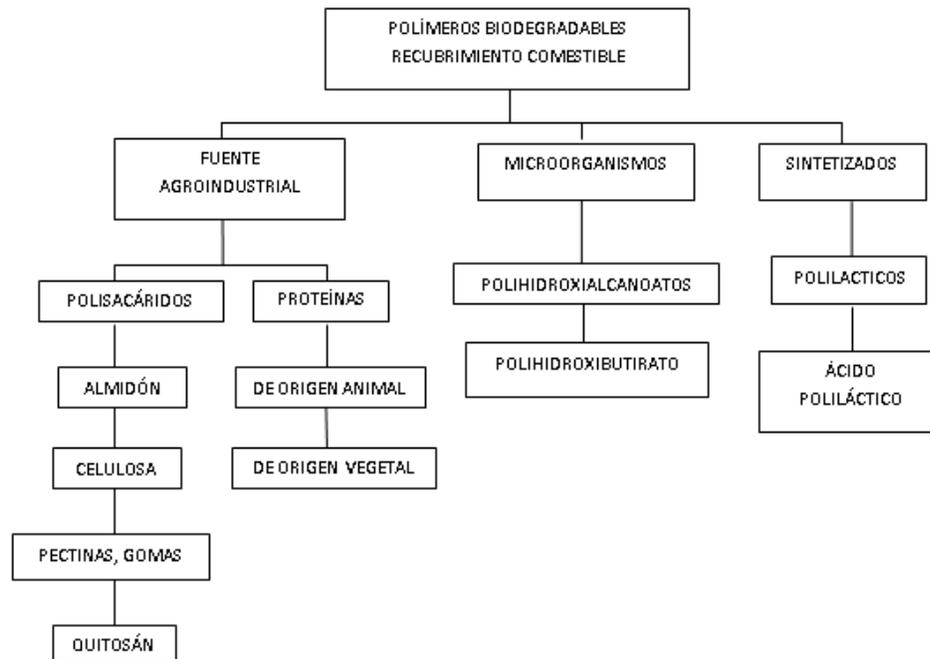 POLÍMEROS BIODEGRADABLES
RECUBRIMIENTO COMESTIBLE
FUENTE
AGROINDUSTRIAL
MICROORGANISMOS
SINTETIZADOS
POLISACÁRIDOS
PROTEÍNAS
POLIHIDROXIALCANOATOS
POLILACTICOS
ALMIDÓN
DE ORIGEN ANIMAL
POLIHIDROXIBUTIRATO
ÁCIDO
POLILÁCTICO
CELULOSA
DE ORIGEN VEGETAL
PECTINAS, GOMAS
QUITOSÁN